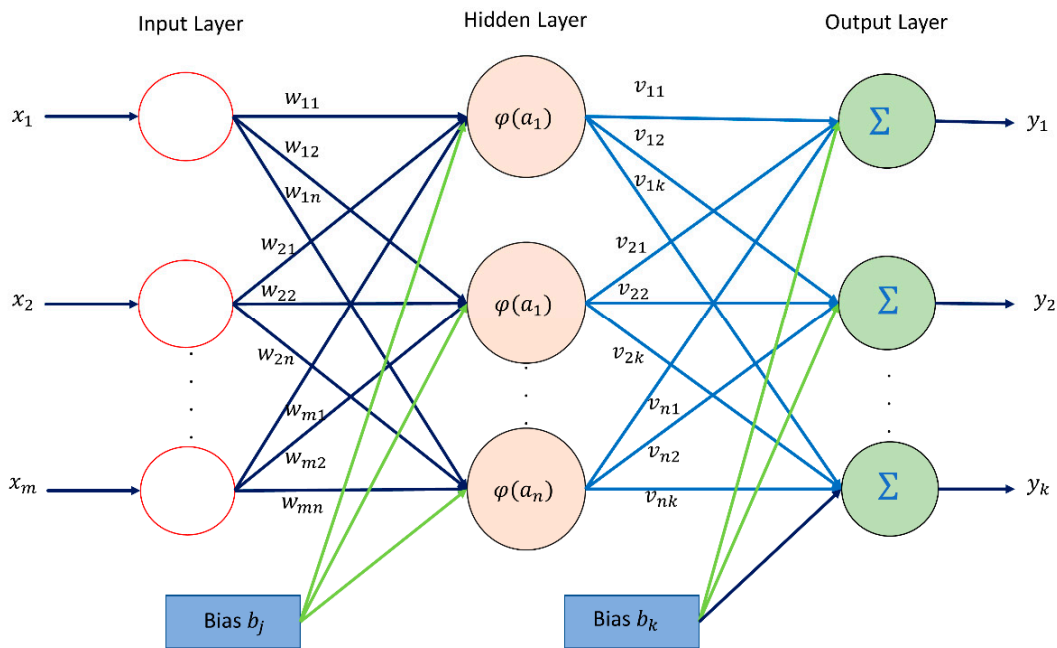 Input Layer
Hidden Layer
Output Layer
x₁
w₁₁
w₁₂
w₁ₙ
φ(a₁)
v₁₁
v₁₂
v₁ₖ
Σ
y₁
x₂
w₂₁
w₂₂
w₂ₙ
φ(a₁)
v₂₁
v₂₂
v₂ₖ
Σ
y₂
xₘ
wₘ₁
wₘ₂
wₘₙ
φ(aₙ)
vₙ₁
vₙ₂
vₙₖ
Σ
yₖ
Bias bⱼ
Bias bₖ